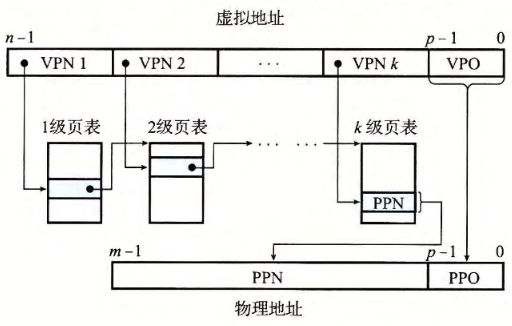 虚拟地址
n-1 p-1 0
VPN 1 VPN 2 ... VPN k VPO
1级页表 2级页表 ... ... k 级页表
PPN
m-1 p-1 0
PPN PPO
物理地址